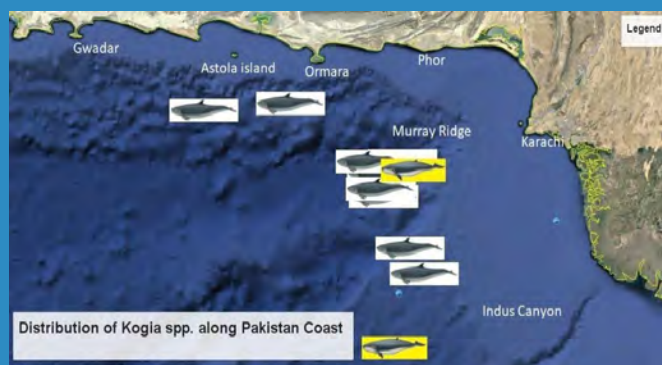 Legend
Gwadar
Astola island
Ormara
Phor
Murray Ridge
Karachi
Indus Canyon
Distribution of Kogia spp. along Pakistan Coast